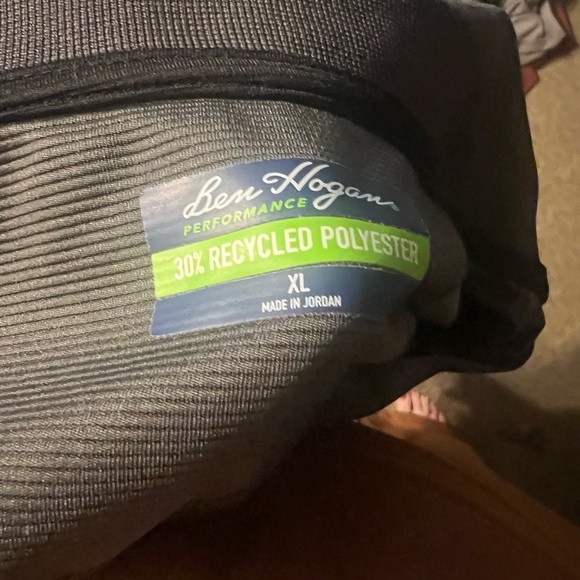 Ben Hogan
PERFORMANCE
30% RECYCLED POLYESTER
XL
MADE IN JORDAN